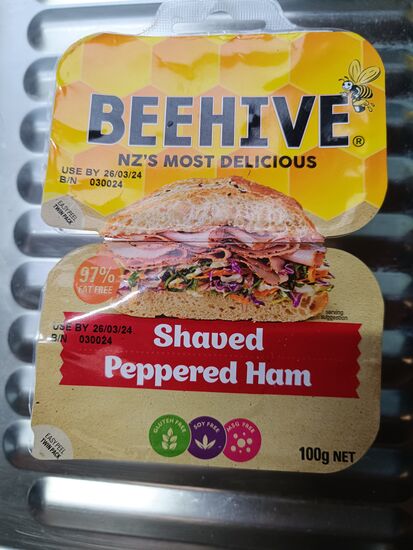 BEEHIVE®
NZ'S MOST DELICIOUS
USE BY 26/03/24
B/N 030024
EASY PEEL
TWIN PACK
97%
FAT FREE
serving
suggestion
USE BY 26/03/24
B/N 030024
Shaved
Peppered Ham
GLUTEN FREE
SOY FREE
MSG FREE
EASY PEEL
TWIN PACK
100g NET